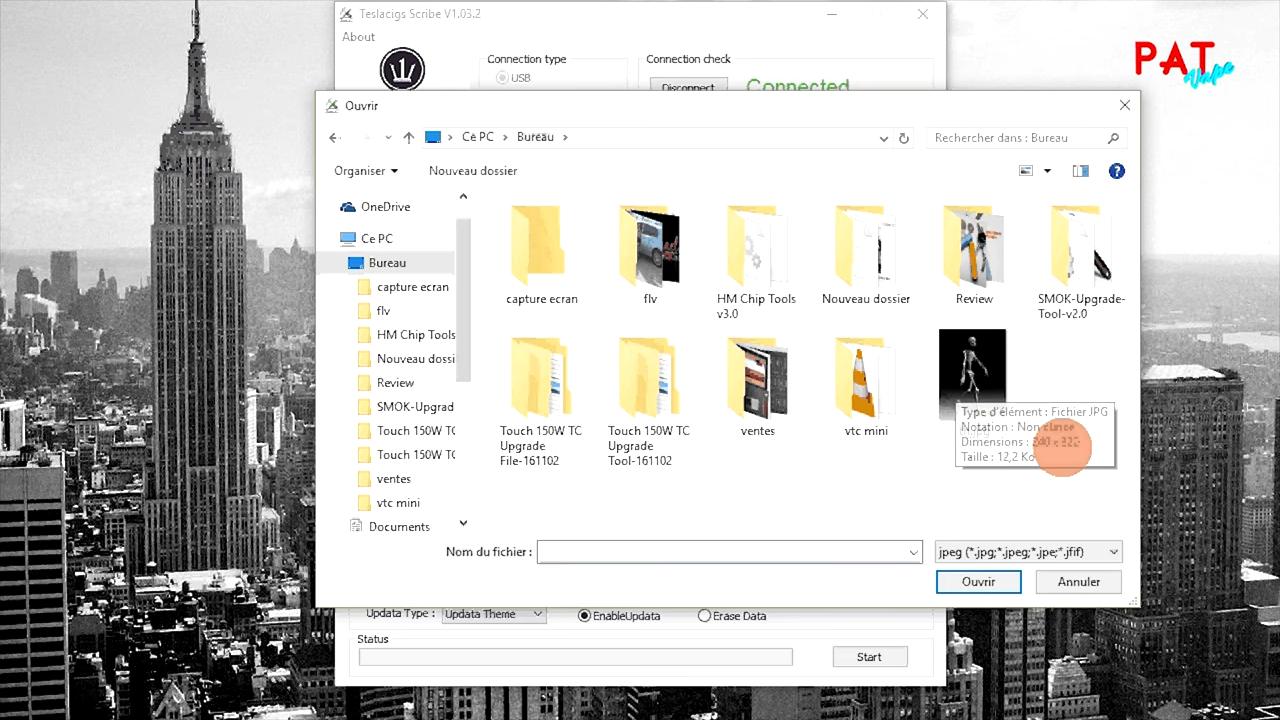 Teslacigs Scribe V1.03.2
About
Connection type
Connection check
USB
Disconnect
Connected
PAT
Vape
Ouvrir
Ce PC
Bureau
Rechercher dans : Bureau
Organiser
Nouveau dossier
OneDrive
Ce PC
Bureau
capture ecran
flv
HM Chip Tools
Nouveau dossi
Review
SMOK-Upgrad
Touch 150W TC
Touch 150W TC
ventes
vtc mini
Documents
capture ecran
flv
HM Chip Tools
v3.0
Nouveau dossier
Review
SMOK-Upgrade-
Tool-v2.0
Touch 150W TC
Upgrade
File-161102
Touch 150W TC
Upgrade
Tool-161102
ventes
vtc mini
Type d'élément : Fichier JPG
Notation : Non
Dimensions :
Taille : 12,2 Ko
Nom du fichier :
jpeg (*.jpg;*.jpeg;*.jpe;*.jfif)
Ouvrir
Annuler
Updata Type :
Updata Theme
EnableUpdata
Erase Data
Status
Start